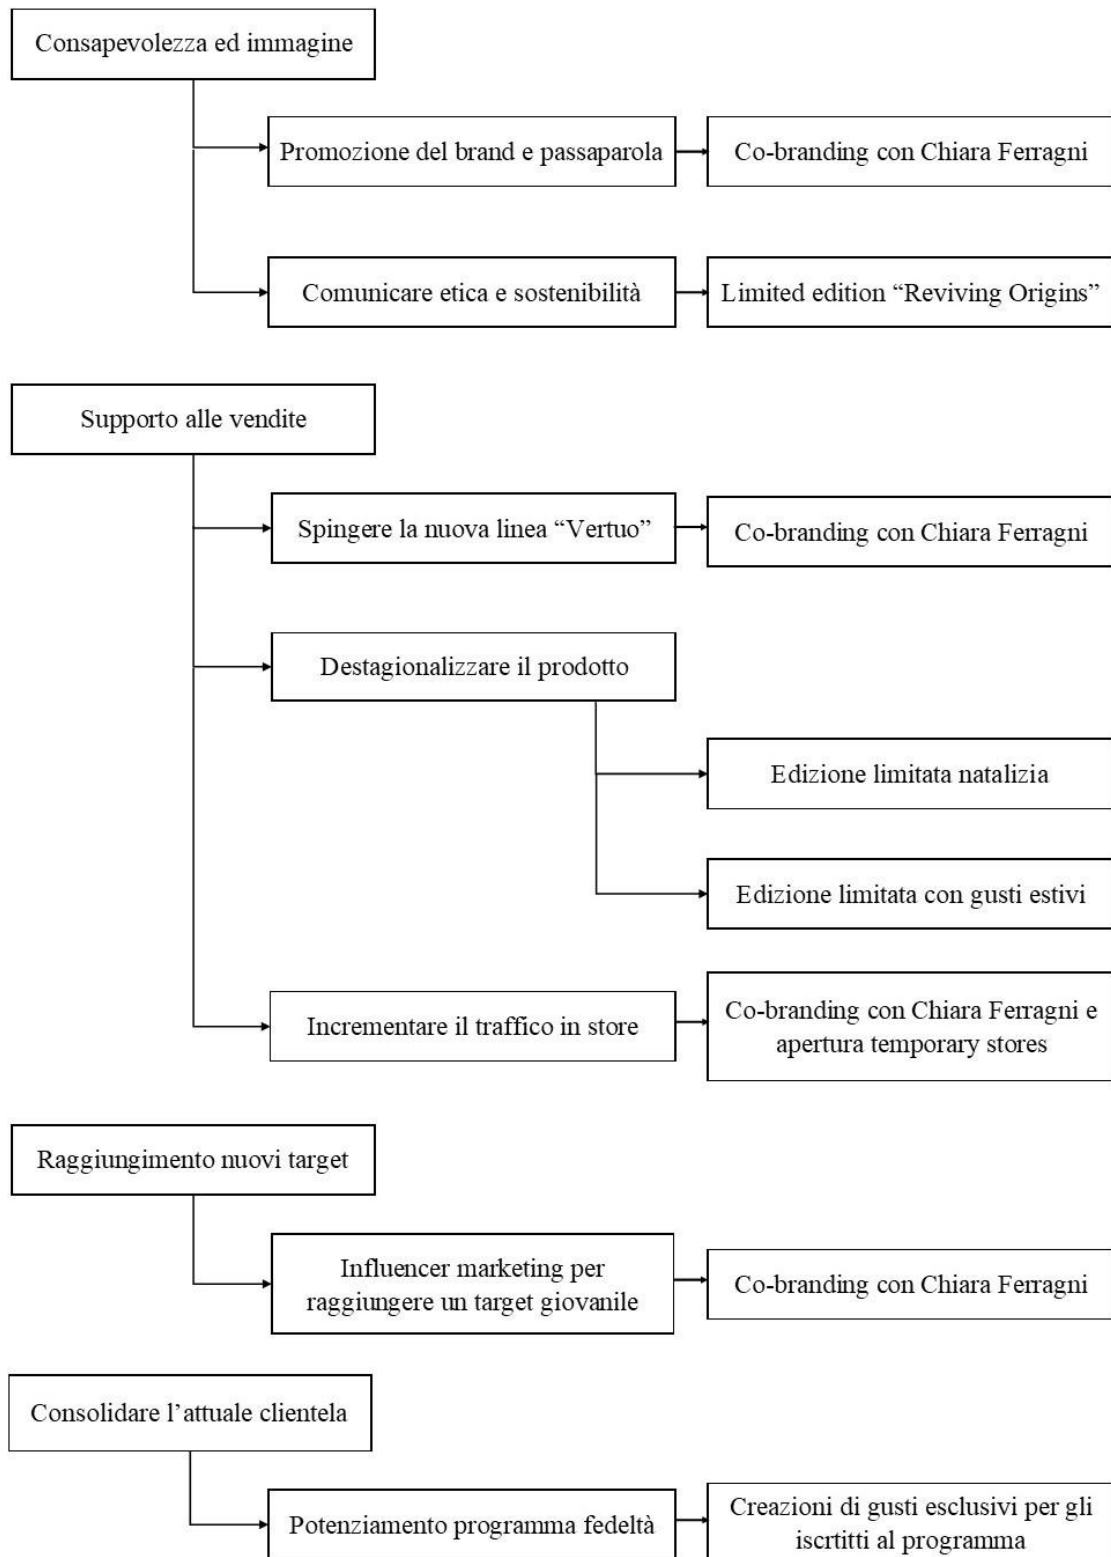 Consapevolezza ed immagine
Promozione del brand e passaparola
Co-branding con Chiara Ferragni
Comunicare etica e sostenibilità
Limited edition “Reviving Origins”
Supporto alle vendite
Spingere la nuova linea “Vertuo”
Co-branding con Chiara Ferragni
Destagionalizzare il prodotto
Edizione limitata natalizia
Edizione limitata con gusti estivi
Incrementare il traffico in store
Co-branding con Chiara Ferragni e
apertura temporary stores
Raggiungimento nuovi target
Influencer marketing per
raggiungere un target giovanile
Co-branding con Chiara Ferragni
Consolidare l’attuale clientela
Potenziamento programma fedeltà
Creazioni di gusti esclusivi per gli
iscrtitti al programma